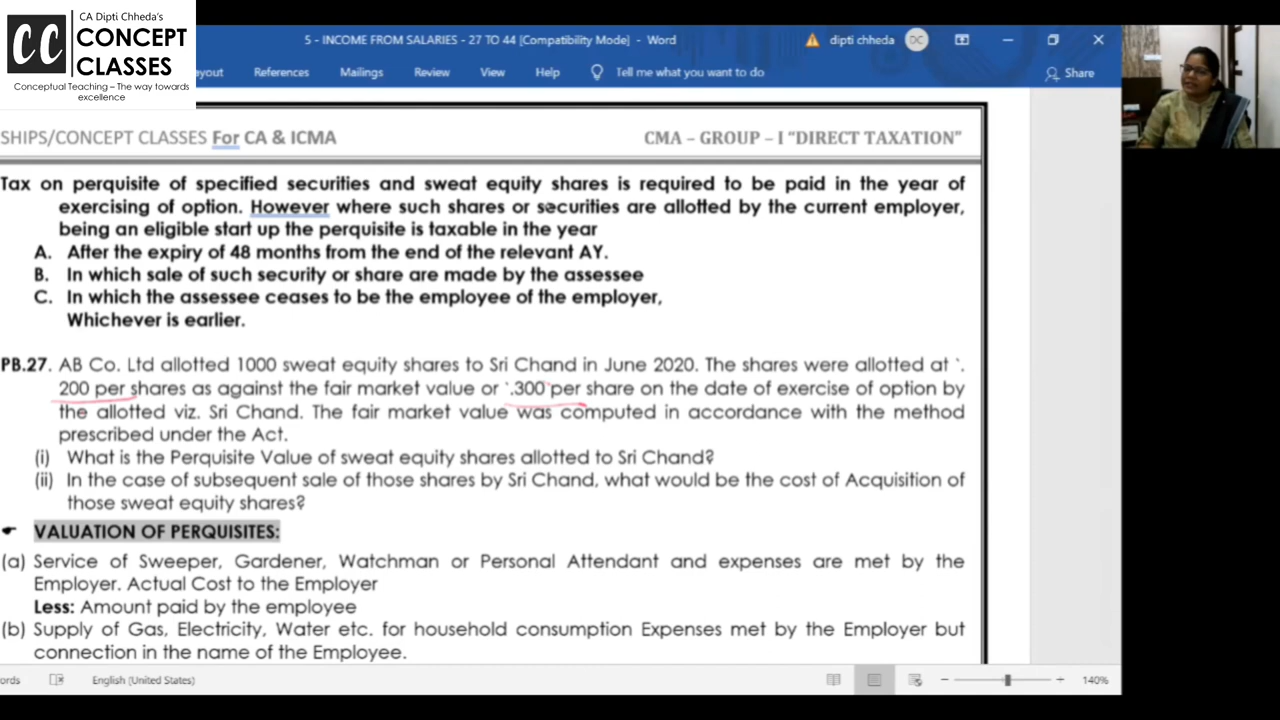 CC
CA Dipti Chheda's
CONCEPT
CLASSES
Conceptual Teaching – The way towards
excellence
5 - INCOME FROM SALARIES - 27 TO 44 [Compatibility Mode] - Word
dipti chheda
DC
yout References Mailings Review View Help Tell me what you want to do
Share
SHIPS/CONCEPT CLASSES For CA & ICMA
CMA – GROUP – I "DIRECT TAXATION"
Tax on perquisite of specified securities and sweat equity shares is required to be paid in the year of
exercising of option. However where such shares or securities are allotted by the current employer,
being an eligible start up the perquisite is taxable in the year
A. After the expiry of 48 months from the end of the relevant AY.
B. In which sale of such security or share are made by the assessee
C. In which the assessee ceases to be the employee of the employer,
Whichever is earlier.
PB.27. AB Co. Ltd allotted 1000 sweat equity shares to Sri Chand in June 2020. The shares were allotted at `.
200 per shares as against the fair market value or `.300 per share on the date of exercise of option by
the allotted viz. Sri Chand. The fair market value was computed in accordance with the method
prescribed under the Act.
(i) What is the Perquisite Value of sweat equity shares allotted to Sri Chand?
(ii) In the case of subsequent sale of those shares by Sri Chand, what would be the cost of Acquisition of
those sweat equity shares?
VALUATION OF PERQUISITES:
(a) Service of Sweeper, Gardener, Watchman or Personal Attendant and expenses are met by the
Employer. Actual Cost to the Employer
Less: Amount paid by the employee
(b) Supply of Gas, Electricity, Water etc. for household consumption Expenses met by the Employer but
connection in the name of the Employee.
ords English (United States)
140%